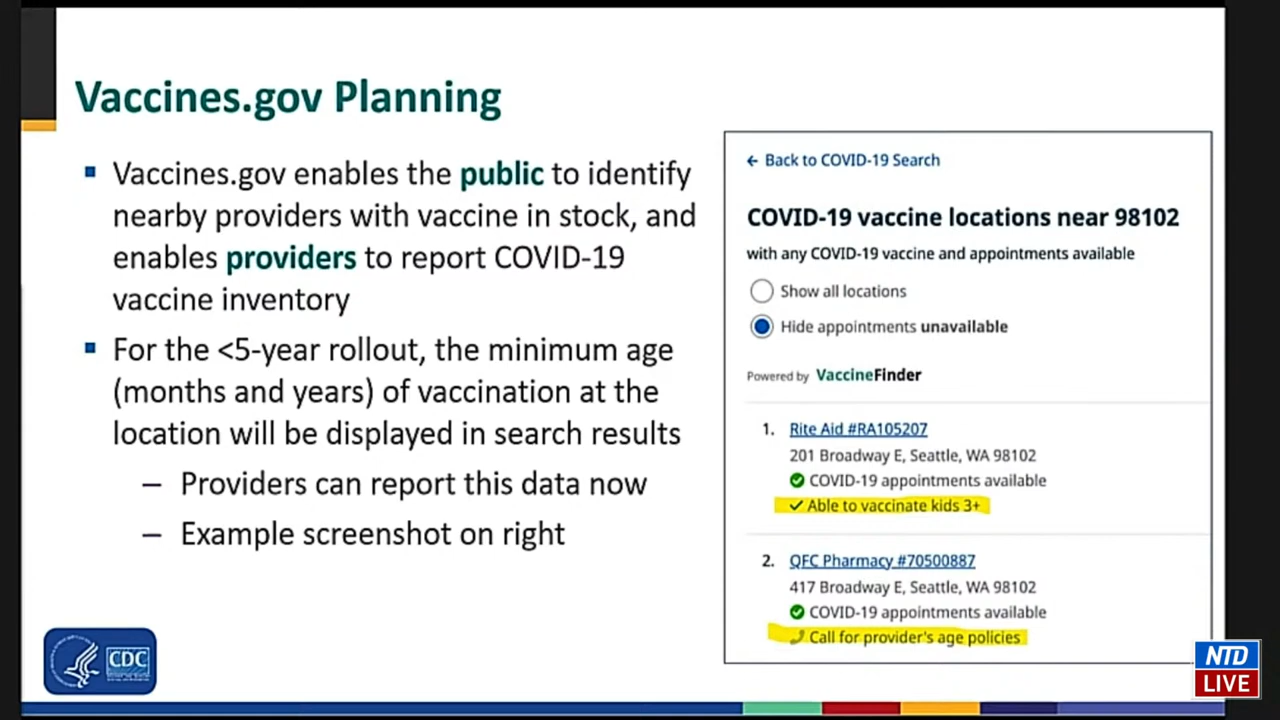 Vaccines.gov Planning
Vaccines.gov enables the public to identify
nearby providers with vaccine in stock, and
enables providers to report COVID-19
vaccine inventory
For the <5-year rollout, the minimum age
(months and years) of vaccination at the
location will be displayed in search results
– Providers can report this data now
– Example screenshot on right
← Back to COVID-19 Search
COVID-19 vaccine locations near 98102
with any COVID-19 vaccine and appointments available
Show all locations
Hide appointments unavailable
Powered by VaccineFinder
1. Rite Aid #RA105207
201 Broadway E, Seattle, WA 98102
COVID-19 appointments available
✓ Able to vaccinate kids 3+
2. QFC Pharmacy #70500887
417 Broadway E, Seattle, WA 98102
COVID-19 appointments available
Call for provider's age policies
CDC
NTD
LIVE